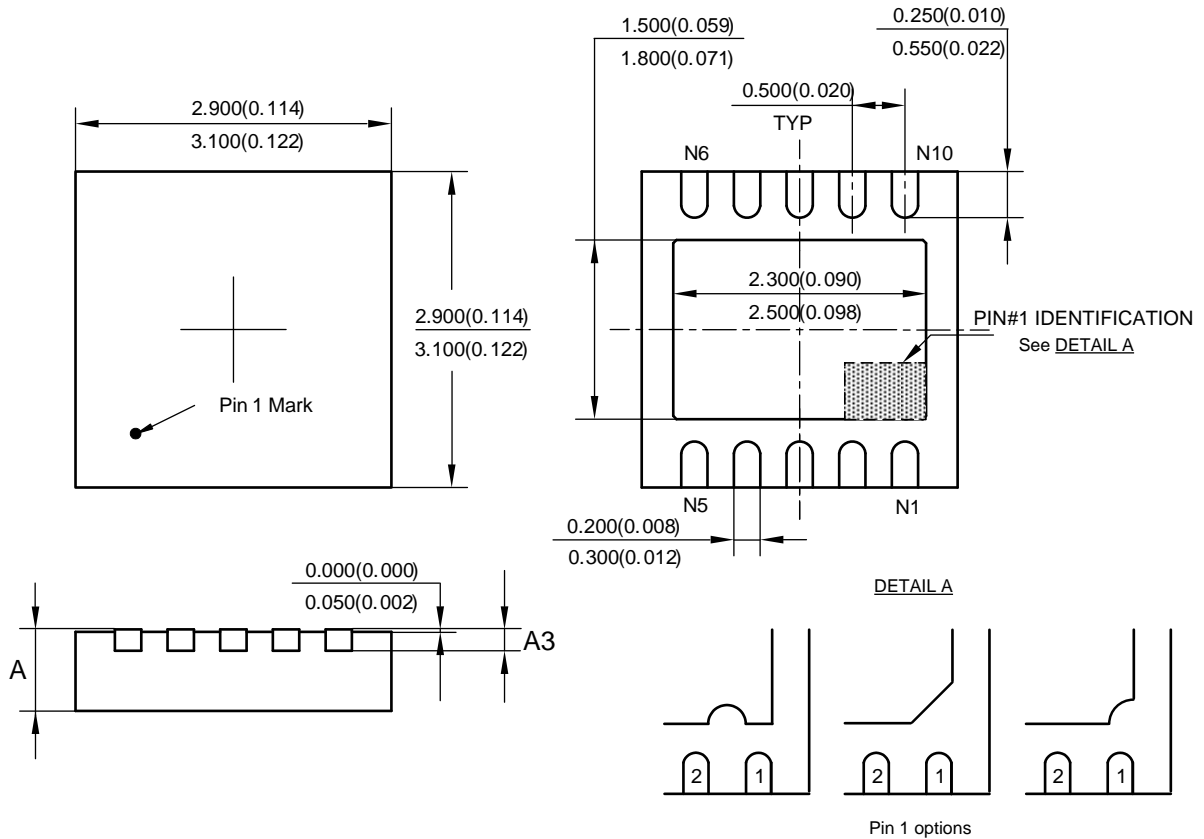 2.900(0.114)
3.100(0.122)
Pin 1 Mark
2.900(0.114)
3.100(0.122)
1.500(0.059)
1.800(0.071)
0.250(0.010)
0.550(0.022)
0.500(0.020)
TYP
N6
N10
2.300(0.090)
2.500(0.098)
PIN#1 IDENTIFICATION
See DETAIL A
N5
N1
0.200(0.008)
0.300(0.012)
0.000(0.000)
0.050(0.002)
A
A3
DETAIL A
2 1
2 1
2 1
Pin 1 options